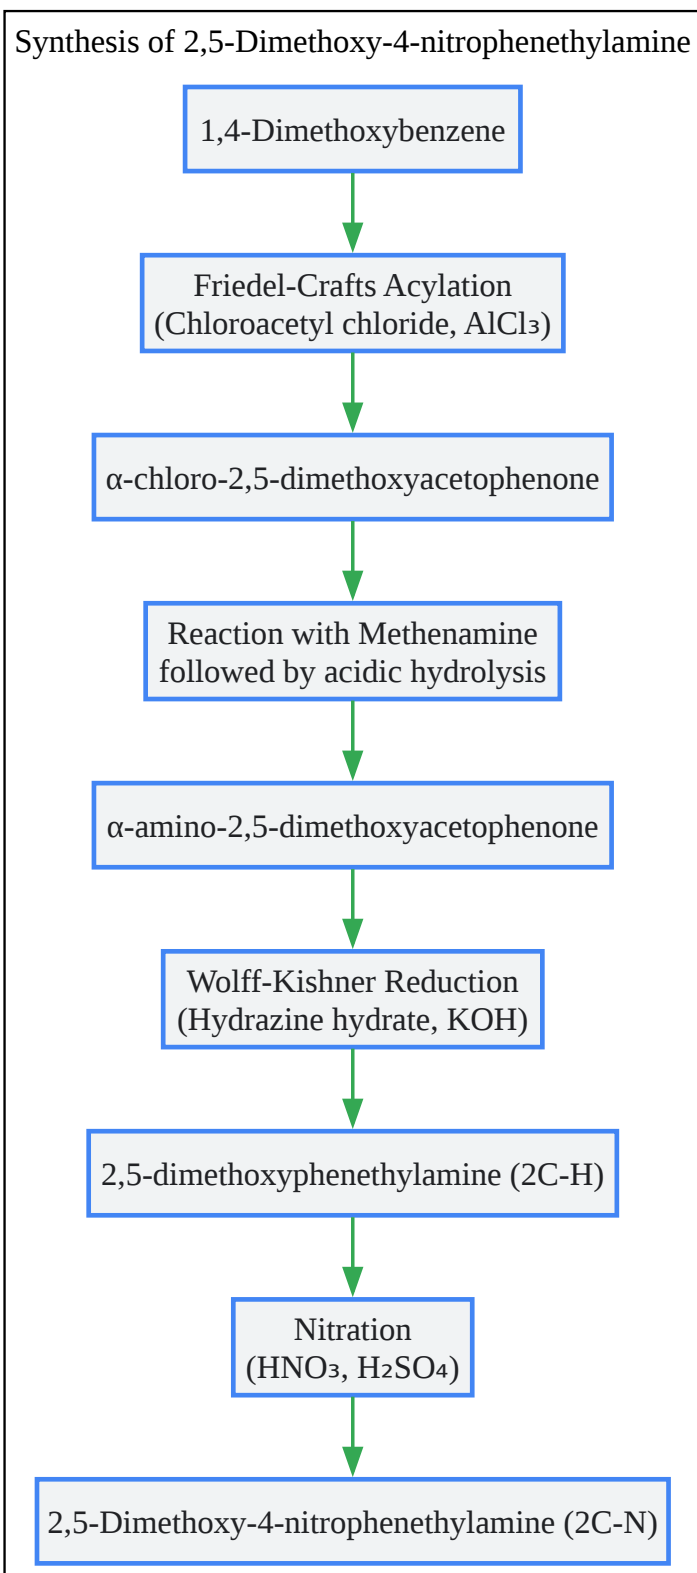 Synthesis of 2,5-Dimethoxy-4-nitrophenethylamine
1,4-Dimethoxybenzene
Friedel-Crafts Acylation
(Chloroacetyl chloride, AlCl₃)
α-chloro-2,5-dimethoxyacetophenone
Reaction with Methenamine
followed by acidic hydrolysis
α-amino-2,5-dimethoxyacetophenone
Wolff-Kishner Reduction
(Hydrazine hydrate, KOH)
2,5-dimethoxyphenethylamine (2C-H)
Nitration
(HNO₃, H₂SO₄)
2,5-Dimethoxy-4-nitrophenethylamine (2C-N)